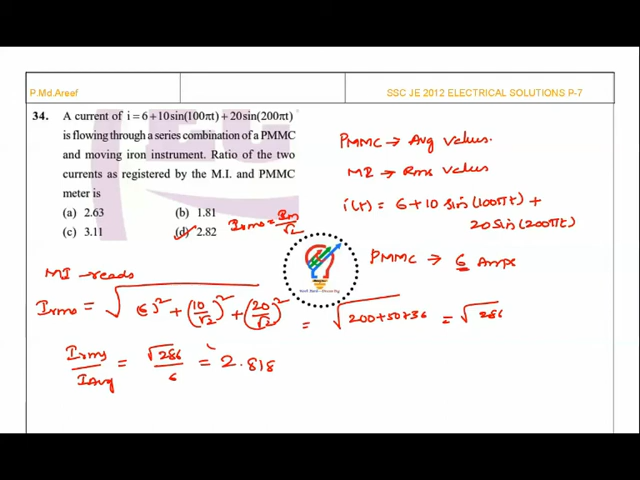 P.Md.Areef
SSC JE 2012 ELECTRICAL SOLUTIONS P-7
34. A current of i = 6 + 10 sin(100πt) + 20 sin(200πt)
is flowing through a series combination of a PMMC
and moving iron instrument. Ratio of the two
currents as registered by the M.I. and PMMC
meter is
(a) 2.63 (b) 1.81
(c) 3.11 (d) 2.82
Irms = Im/√2
PMMC → Avg values.
MI → Rms values
i(t) = 6 + 10 sin(100πt) +
20 sin(200πt)
PMMC → 6 Amps
MI → reads
Irms = √(6)² + (10/√2)² + (20/√2)² = √200+50+36 = √286
Irms/IAvg = √286/6 = 2.818